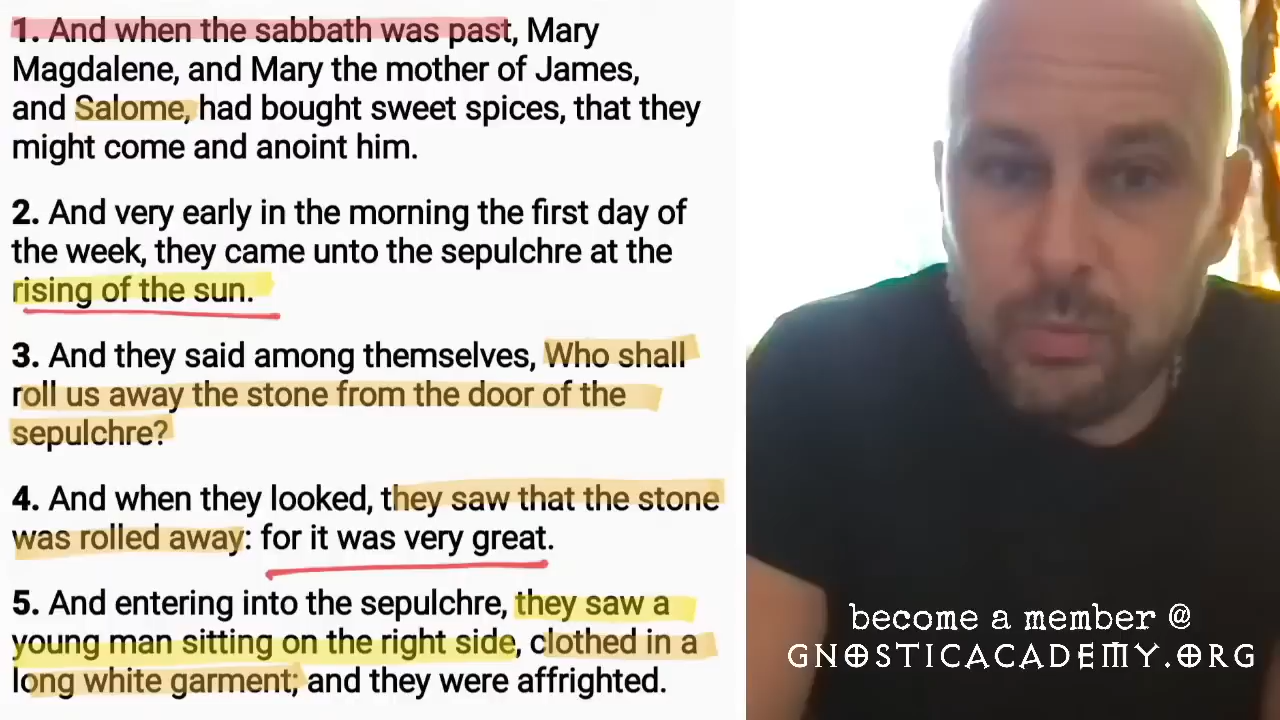 1. And when the sabbath was past, Mary
Magdalene, and Mary the mother of James,
and Salome, had bought sweet spices, that they
might come and anoint him.
2. And very early in the morning the first day of
the week, they came unto the sepulchre at the
rising of the sun.
3. And they said among themselves, Who shall
roll us away the stone from the door of the
sepulchre?
4. And when they looked, they saw that the stone
was rolled away: for it was very great.
5. And entering into the sepulchre, they saw a
young man sitting on the right side, clothed in a
long white garment; and they were affrighted.
become a member @
GNOSTICACADEMY.ORG